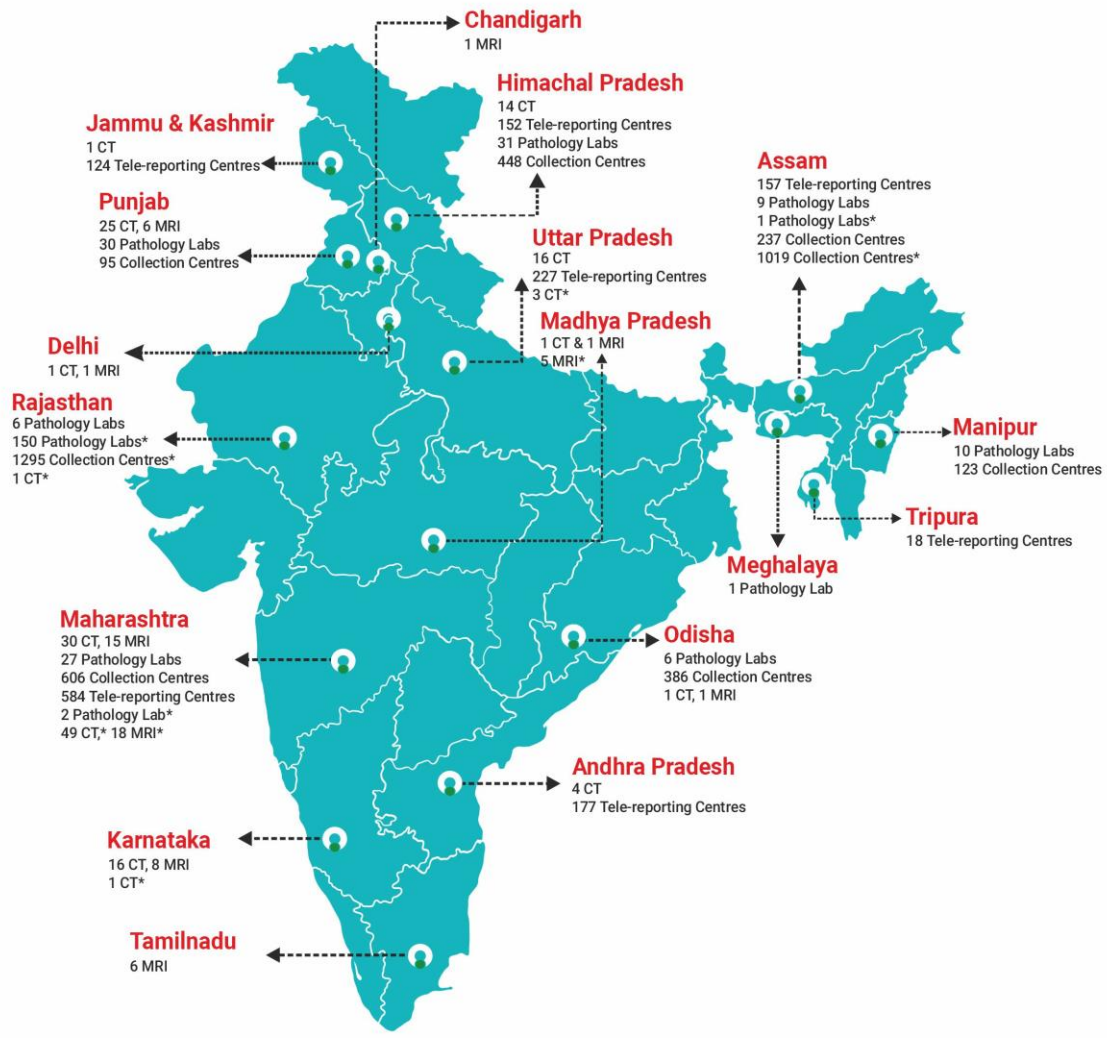 Chandigarh
1 MRI
Himachal Pradesh
14 CT
152 Tele-reporting Centres
31 Pathology Labs
448 Collection Centres
Jammu & Kashmir
1 CT
124 Tele-reporting Centres
Assam
157 Tele-reporting Centres
9 Pathology Labs
1 Pathology Labs*
237 Collection Centres
1019 Collection Centres*
Punjab
25 CT, 6 MRI
30 Pathology Labs
95 Collection Centres
Uttar Pradesh
16 CT
227 Tele-reporting Centres
3 CT*
Madhya Pradesh
1 CT & 1 MRI
5 MRI*
Delhi
1 CT, 1 MRI
Rajasthan
6 Pathology Labs
150 Pathology Labs*
1295 Collection Centres*
1 CT*
Manipur
10 Pathology Labs
123 Collection Centres
Tripura
18 Tele-reporting Centres
Meghalaya
1 Pathology Lab
Maharashtra
30 CT, 15 MRI
27 Pathology Labs
606 Collection Centres
584 Tele-reporting Centres
2 Pathology Lab*
49 CT,* 18 MRI*
Odisha
6 Pathology Labs
386 Collection Centres
1 CT, 1 MRI
Andhra Pradesh
4 CT
177 Tele-reporting Centres
Karnataka
16 CT, 8 MRI
1 CT*
Tamilnadu
6 MRI